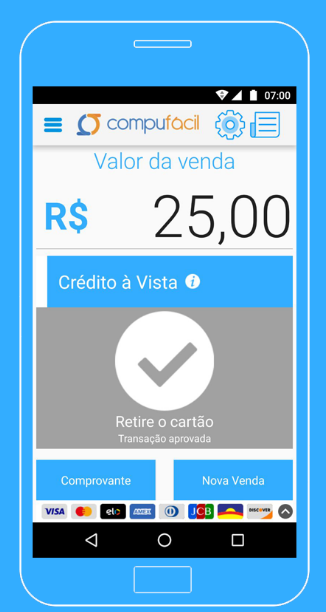 07:00
compufácil
Valor da venda
R$ 25,00
Crédito à Vista i
Retire o cartão
Transação aprovada
Comprovante Nova Venda
VISA elo AMEX JCB DISCOVER